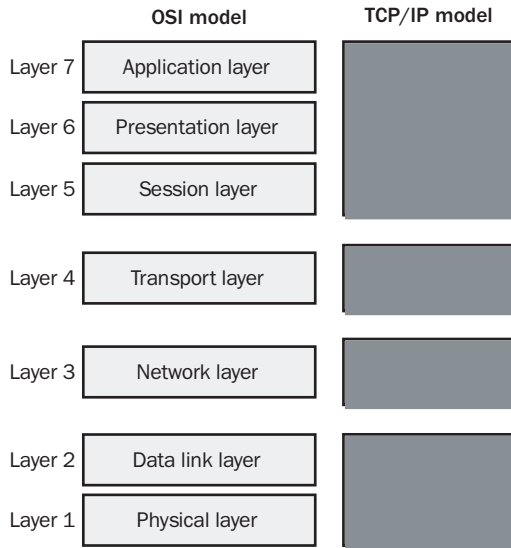 OSI model TCP/IP model
Layer 7 Application layer
Layer 6 Presentation layer
Layer 5 Session layer
Layer 4 Transport layer
Layer 3 Network layer
Layer 2 Data link layer
Layer 1 Physical layer